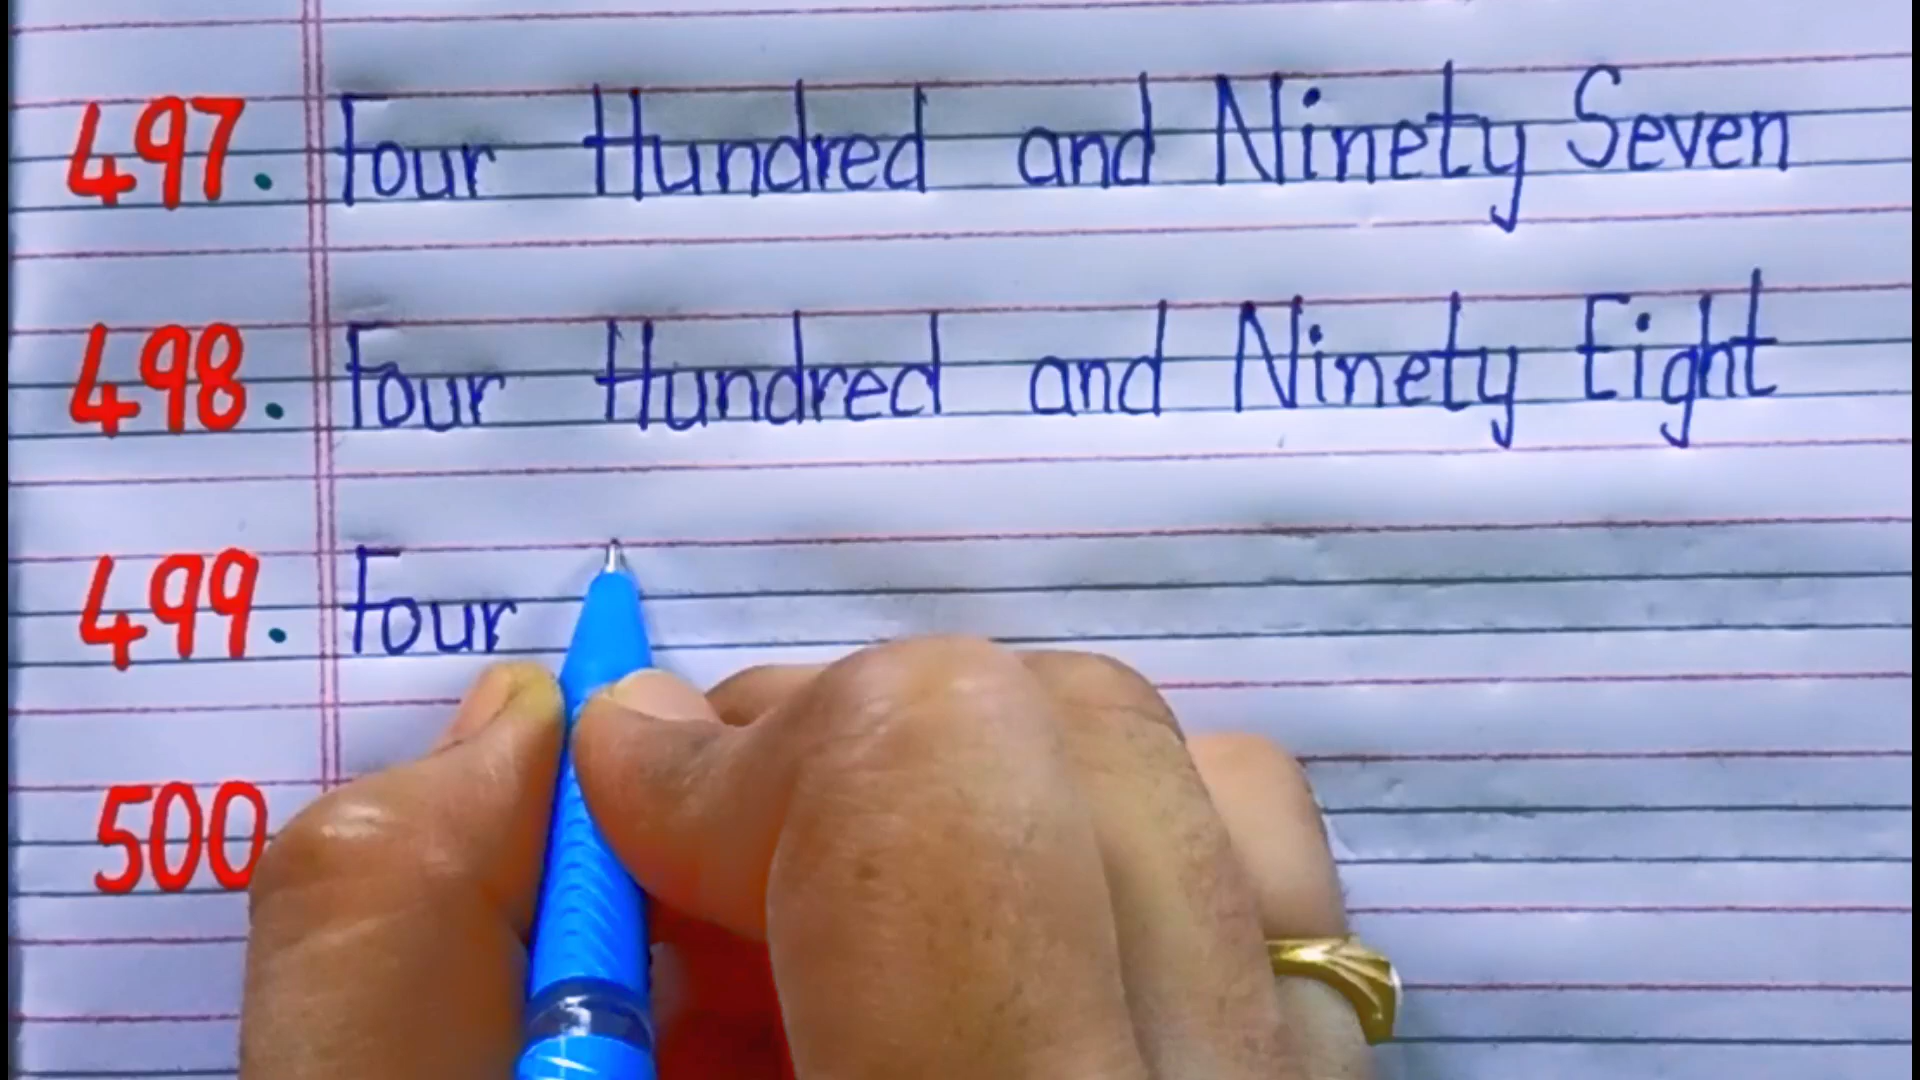 497. Four Hundred and Ninety Seven
498. Four Hundred and Ninety Eight
499. Four
500